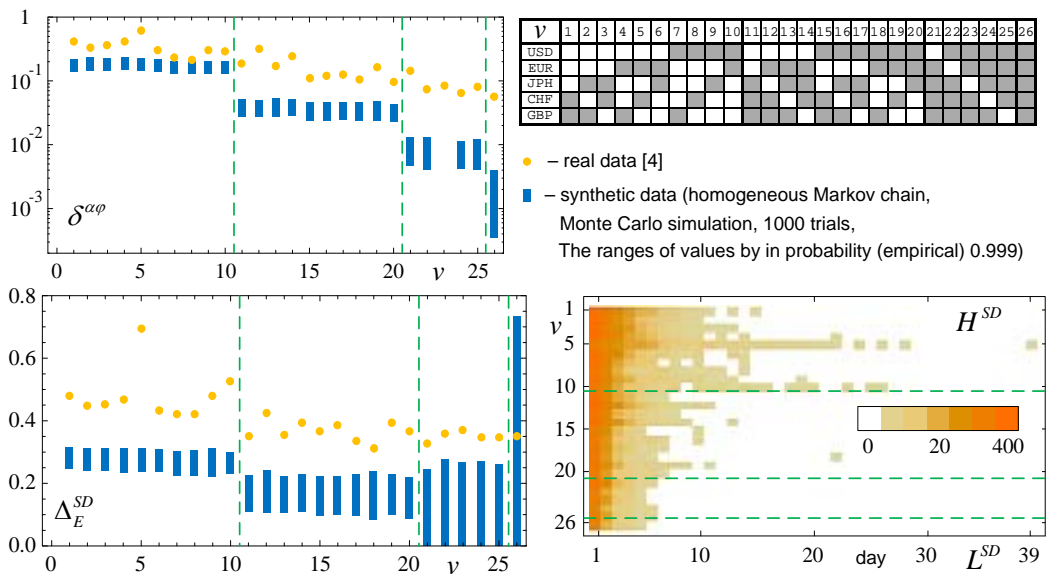 1
10⁻¹
10⁻²
10⁻³
δ^αφ
0 5 10 15 20 ν 25
ν 1 2 3 4 5 6 7 8 9 10 11 12 13 14 15 16 17 18 19 20 21 22 23 24 25 26
USD
EUR
JPH
CHF
GBP
– real data [4]
– synthetic data (homogeneous Markov chain,
Monte Carlo simulation, 1000 trials,
The ranges of values by in probability (empirical) 0.999)
0.8
0.6
0.4
0.2
0.0
Δ_E^SD
0 5 10 15 20 ν 25
1
ν
5
10
15
20
26
H^SD
0 20 400
1 10 20 day 30 L^SD 39